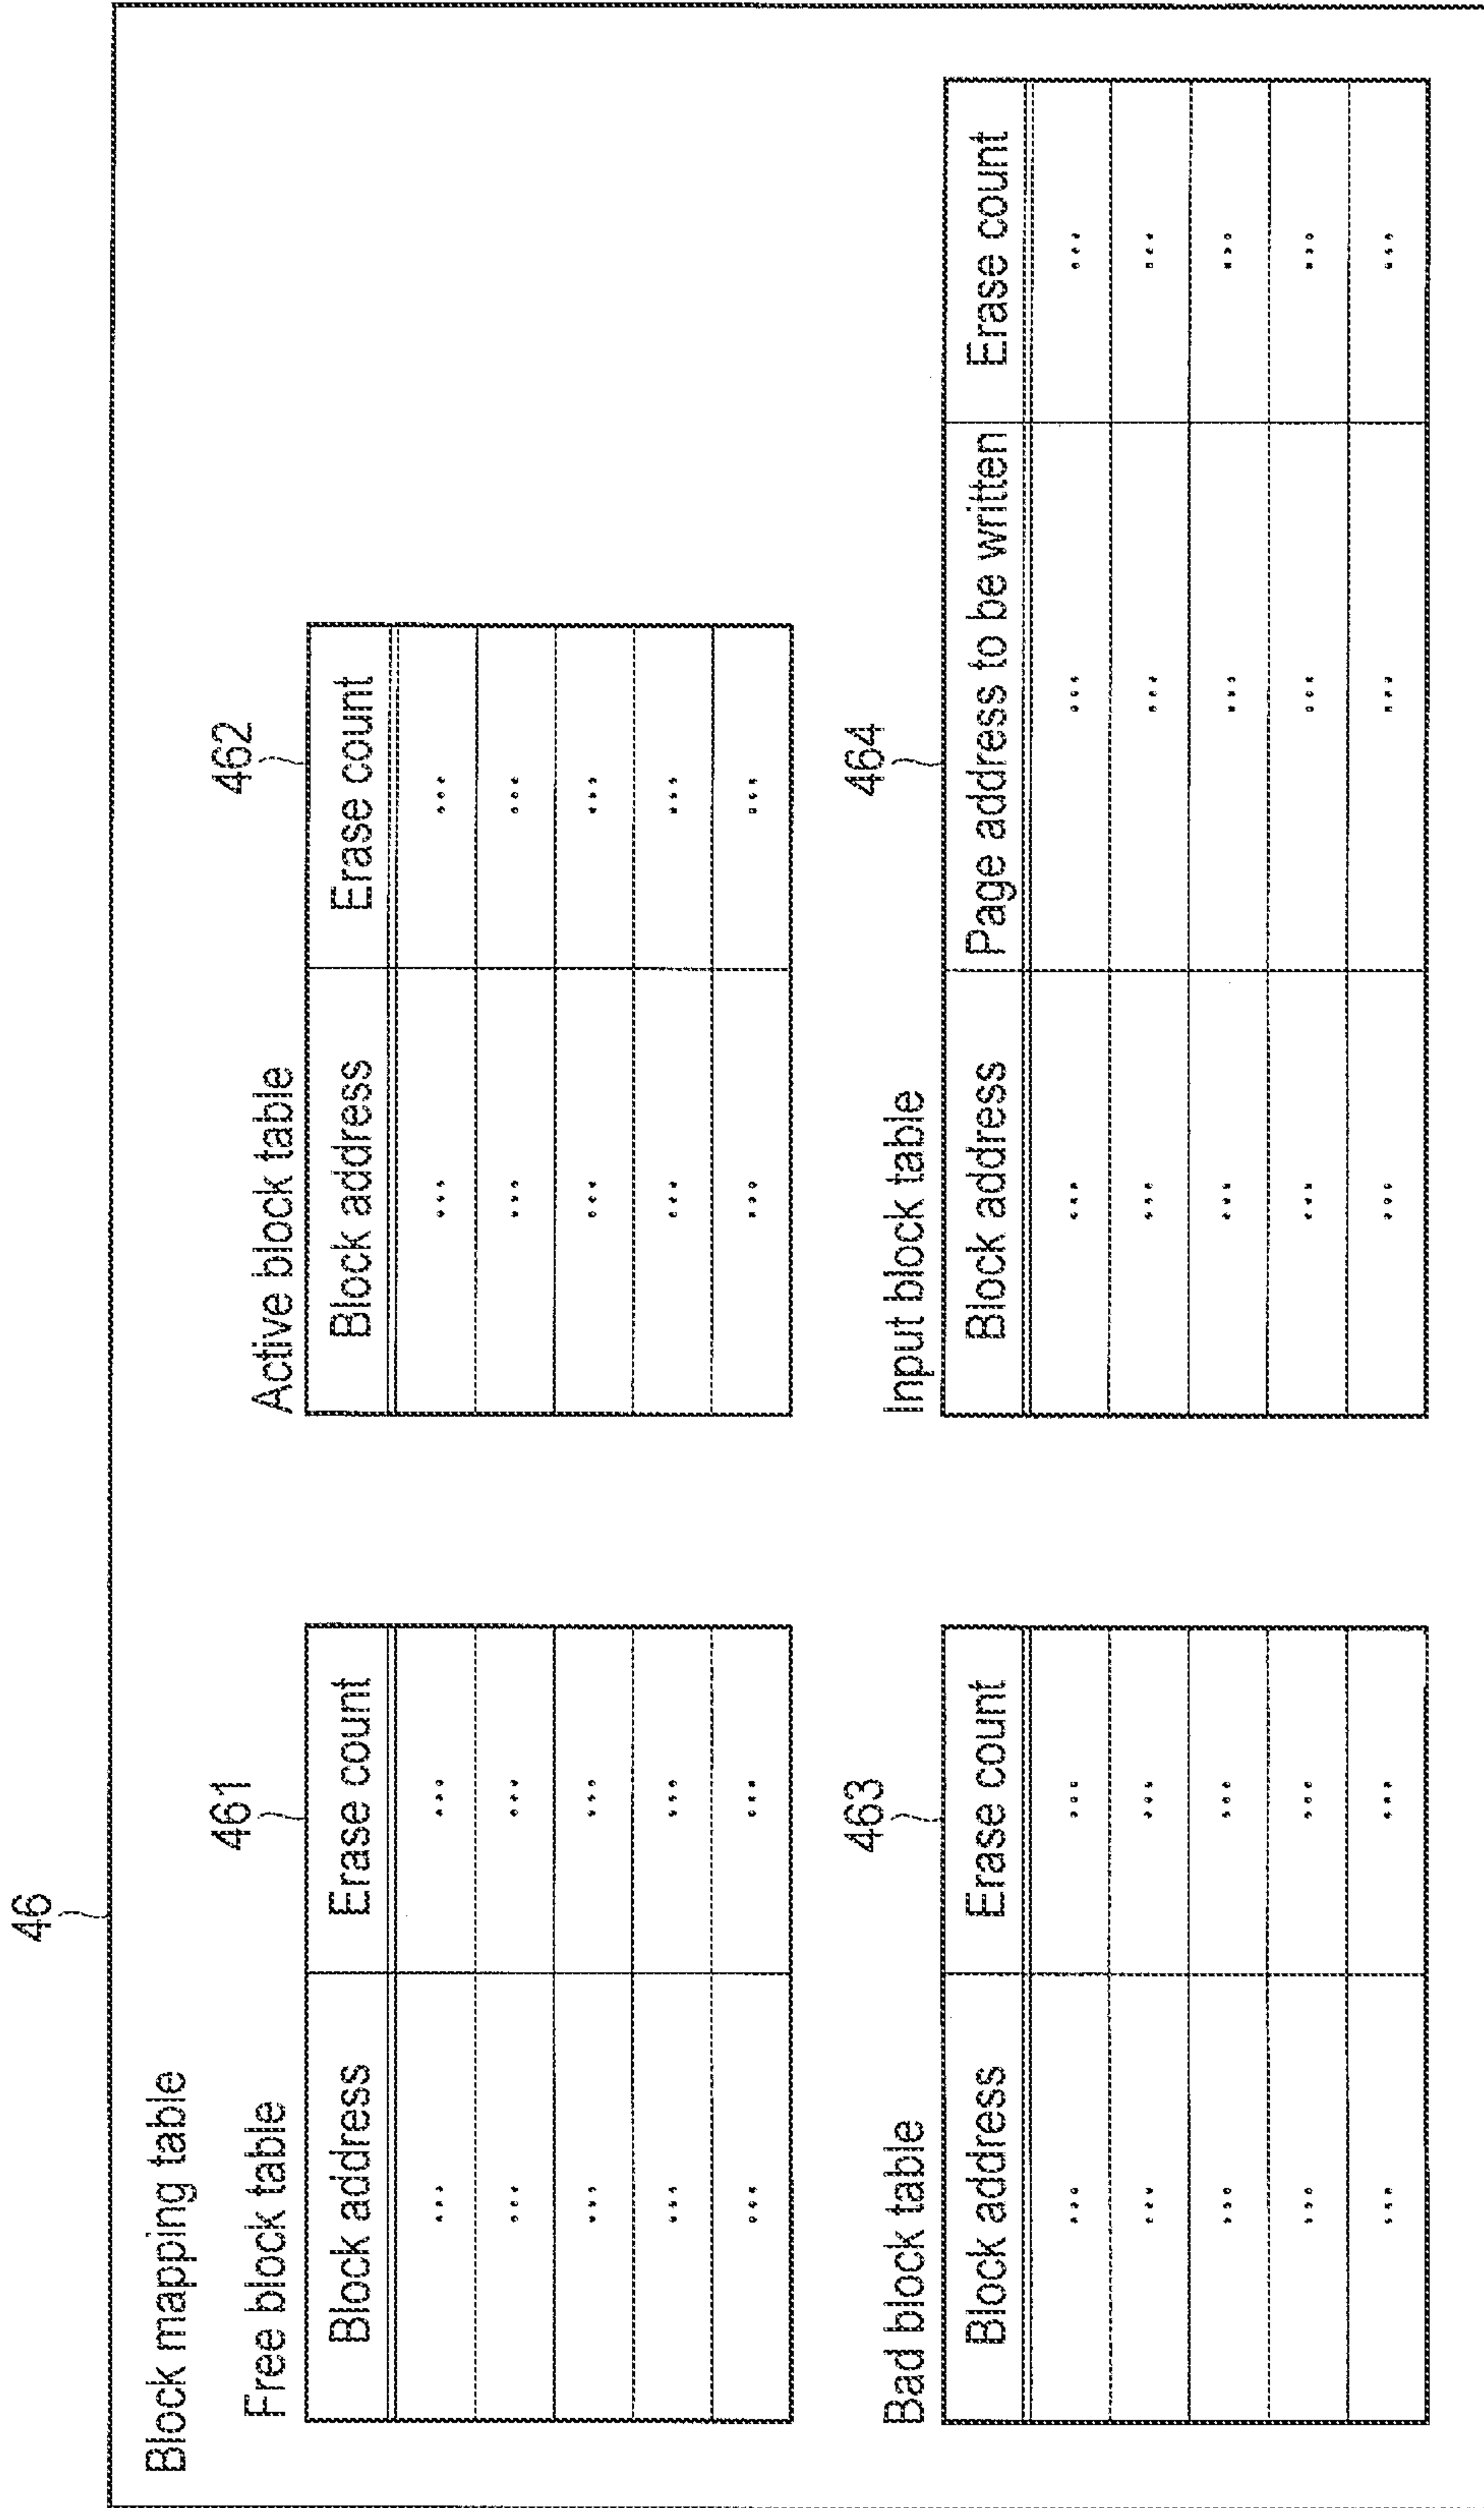 46
Block mapping table
461
Free block table
Block address Erase count
... ...
... ...
... ...
... ...
... ...
462
Active block table
Block address Erase count
... ...
... ...
... ...
... ...
... ...
463
Bad block table
Block address Erase count
... ...
... ...
... ...
... ...
... ...
464
Input block table
Block address Page address to be written Erase count
... ... ...
... ... ...
... ... ...
... ... ...
... ... ...